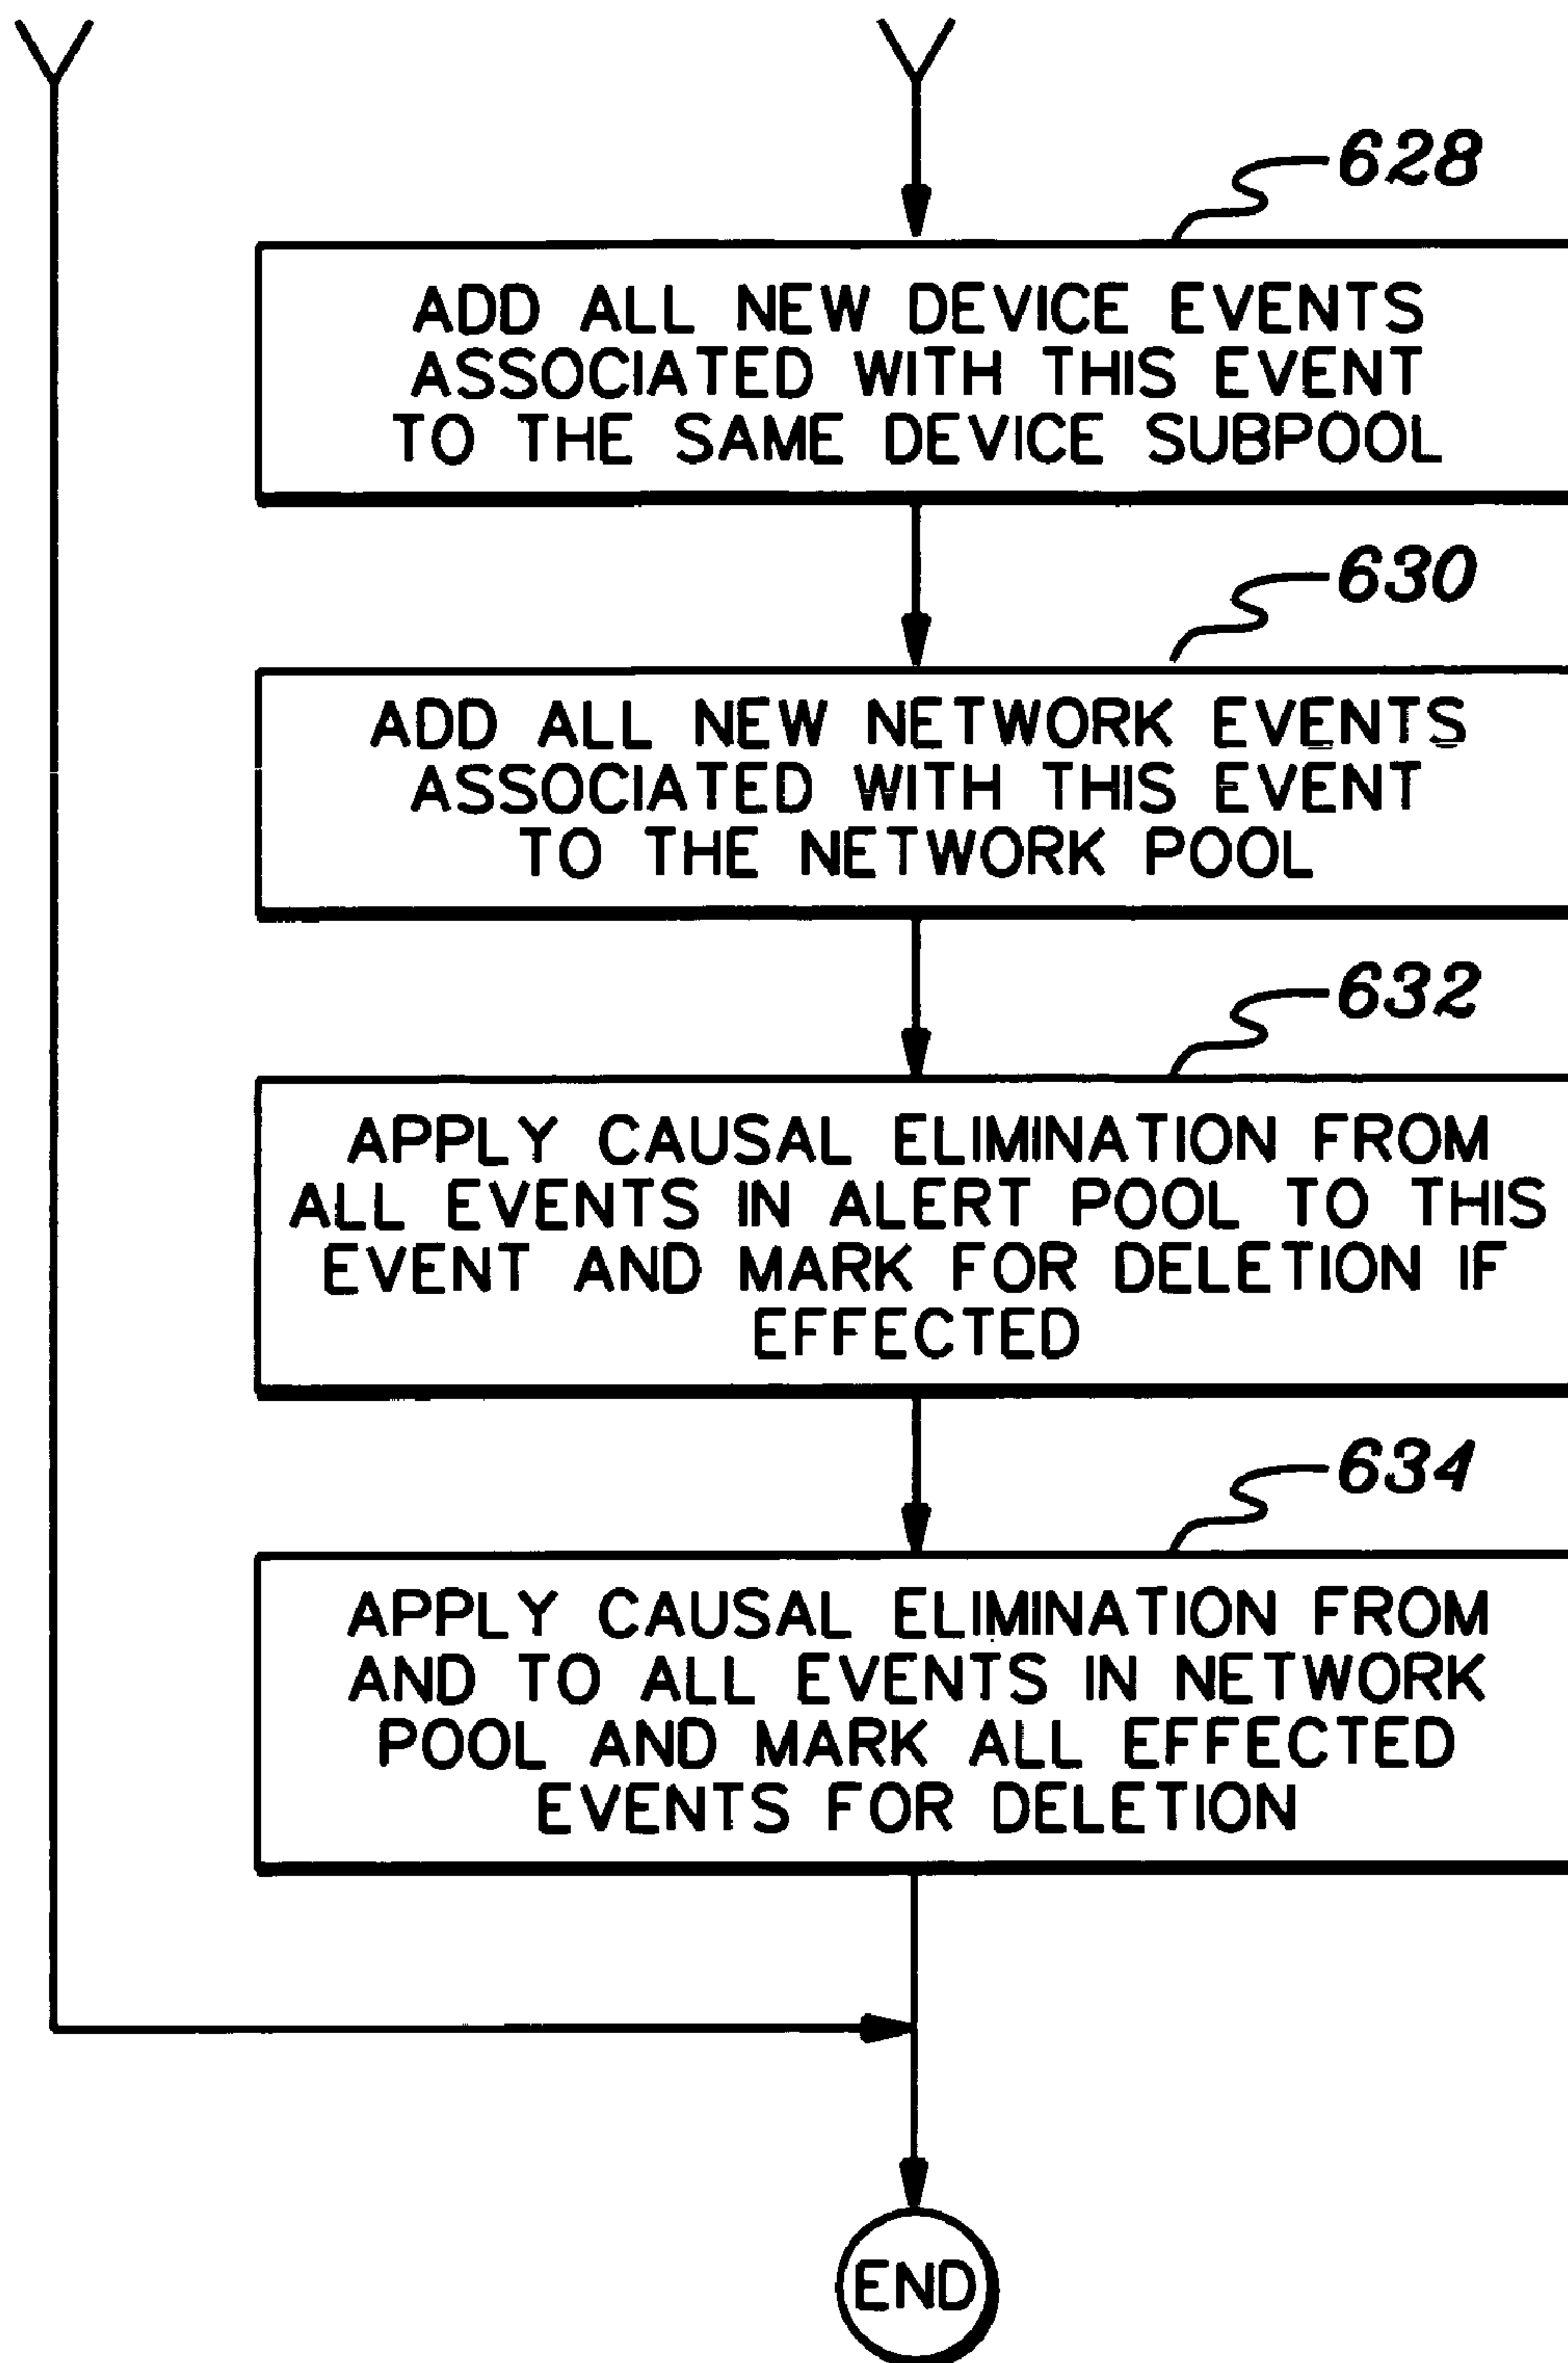 628
ADD ALL NEW DEVICE EVENTS
ASSOCIATED WITH THIS EVENT
TO THE SAME DEVICE SUBPOOL
630
ADD ALL NEW NETWORK EVENTS
ASSOCIATED WITH THIS EVENT
TO THE NETWORK POOL
632
APPLY CAUSAL ELIMINATION FROM
ALL EVENTS IN ALERT POOL TO THIS
EVENT AND MARK FOR DELETION IF
EFFECTED
634
APPLY CAUSAL ELIMINATION FROM
AND TO ALL EVENTS IN NETWORK
POOL AND MARK ALL EFFECTED
EVENTS FOR DELETION
END